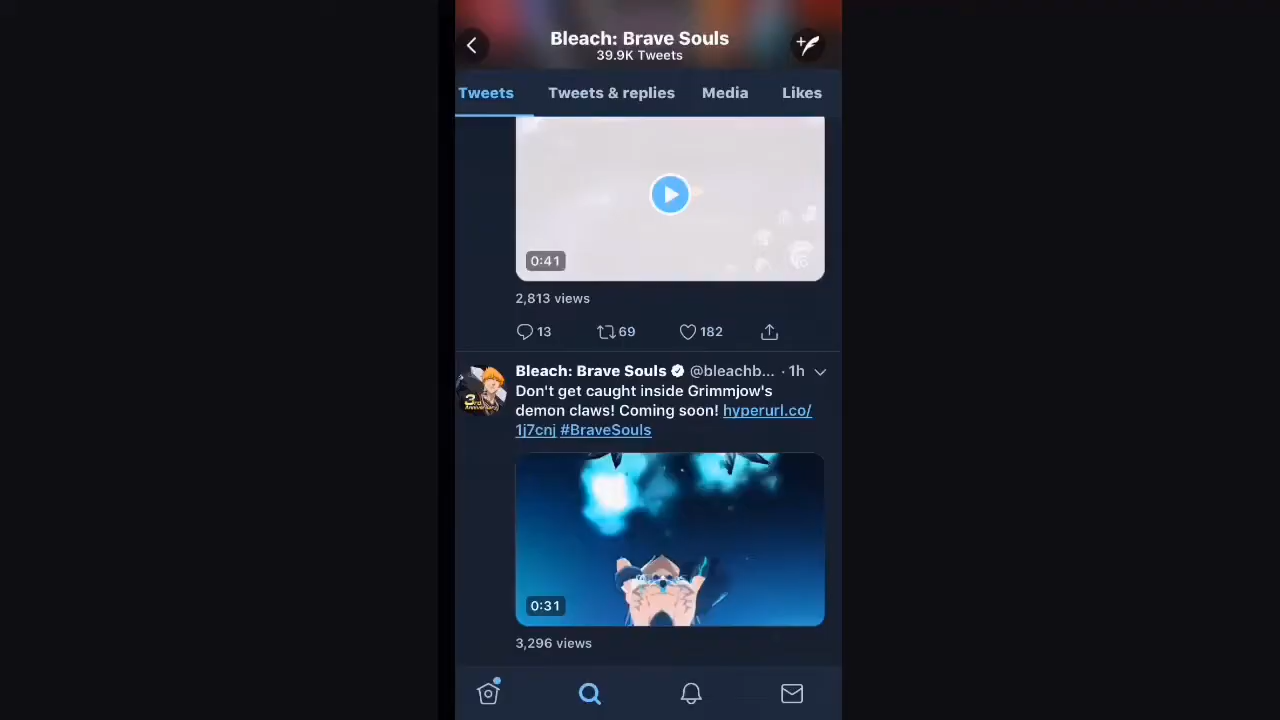 Bleach: Brave Souls
39.9K Tweets
Tweets Tweets & replies Media Likes
0:41
2,813 views
13 69 182
Bleach: Brave Souls @bleachb... · 1h
Don't get caught inside Grimmjow's
demon claws! Coming soon! hyperurl.co/
1j7cnj #BraveSouls
3rd
Anniversary
0:31
3,296 views